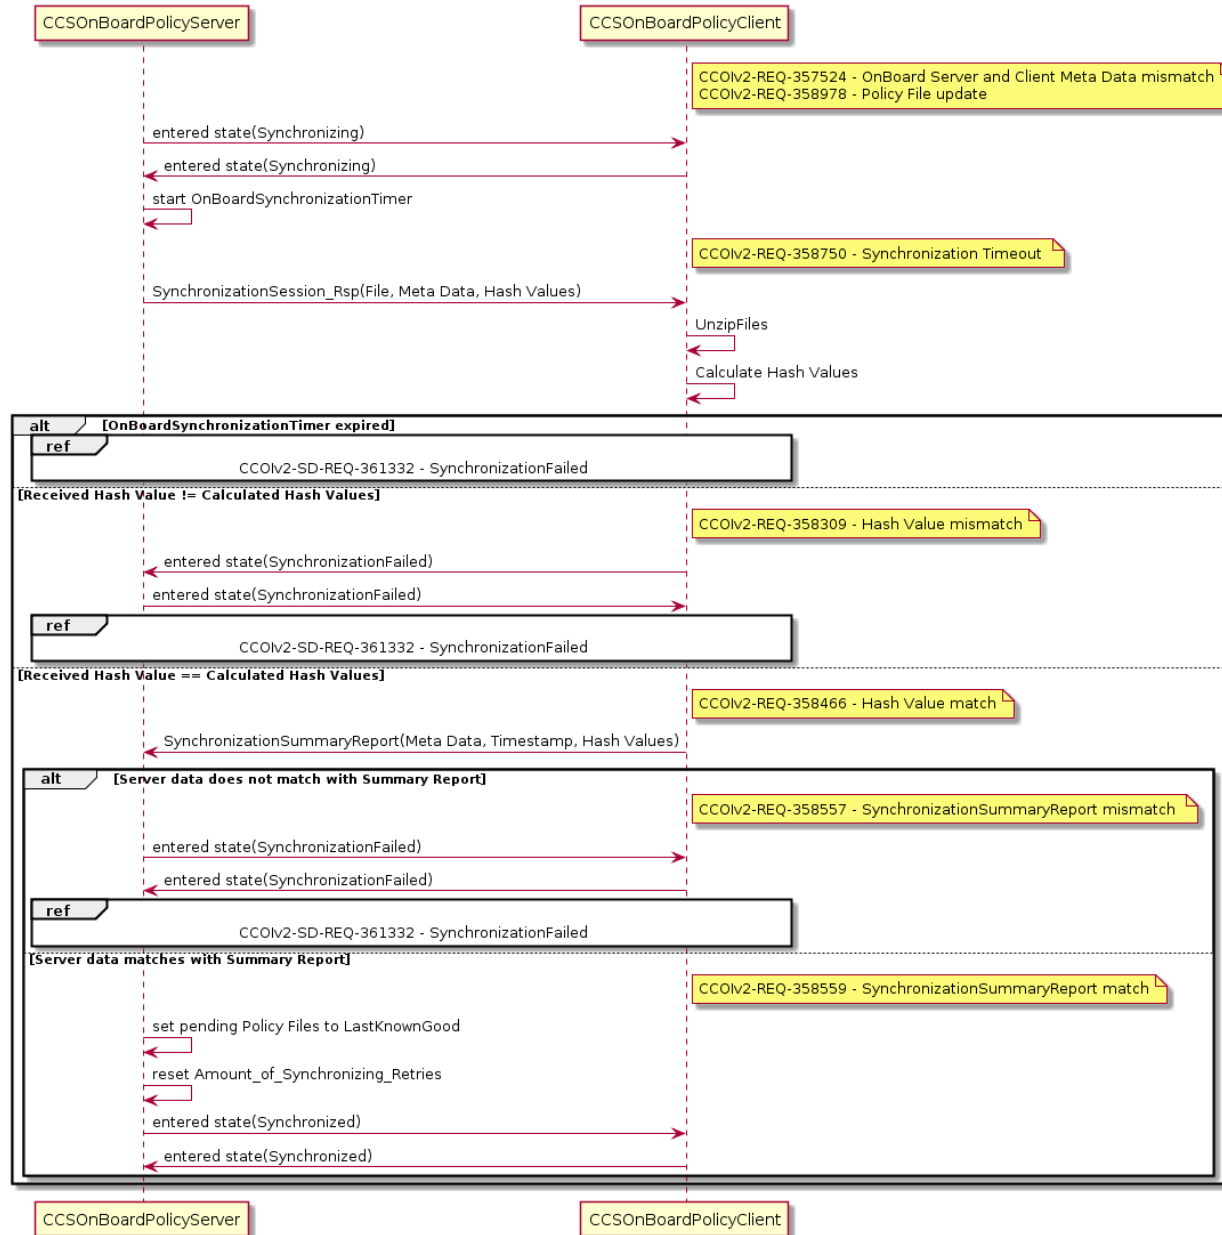 CCSOnBoardPolicyServer
CCSOnBoardPolicyClient
CCOIv2-REQ-357524 - OnBoard Server and Client Meta Data mismatch
CCOIv2-REQ-358978 - Policy File update
entered state(Synchronizing)
entered state(Synchronizing)
start OnBoardSynchronizationTimer
CCOIv2-REQ-358750 - Synchronization Timeout
SynchronizationSession_Rsp(File, Meta Data, Hash Values)
UnzipFiles
Calculate Hash Values
alt [OnBoardSynchronizationTimer expired]
ref
CCOIv2-SD-REQ-361332 - SynchronizationFailed
[Received Hash Value != Calculated Hash Values]
CCOIv2-REQ-358309 - Hash Value mismatch
entered state(SynchronizationFailed)
entered state(SynchronizationFailed)
ref
CCOIv2-SD-REQ-361332 - SynchronizationFailed
[Received Hash Value == Calculated Hash Values]
CCOIv2-REQ-358466 - Hash Value match
SynchronizationSummaryReport(Meta Data, Timestamp, Hash Values)
alt [Server data does not match with Summary Report]
CCOIv2-REQ-358557 - SynchronizationSummaryReport mismatch
entered state(SynchronizationFailed)
entered state(SynchronizationFailed)
ref
CCOIv2-SD-REQ-361332 - SynchronizationFailed
[Server data matches with Summary Report]
CCOIv2-REQ-358559 - SynchronizationSummaryReport match
set pending Policy Files to LastKnownGood
reset Amount_of_Synchronizing_Retries
entered state(Synchronized)
entered state(Synchronized)
CCSOnBoardPolicyServer
CCSOnBoardPolicyClient